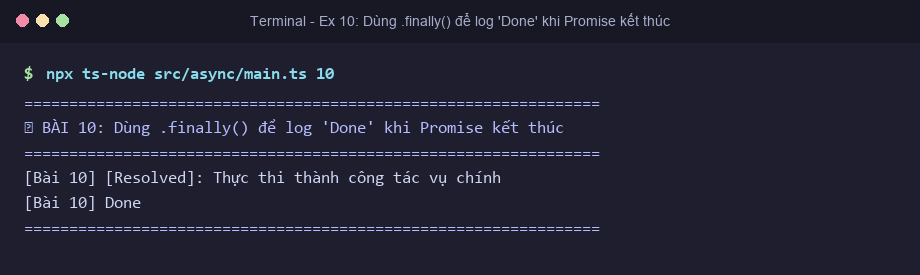 Terminal - Ex 10: Dùng .finally() để log 'Done' khi Promise kết thúc
$ npx ts-node src/async/main.ts 10
================================================================
BÀI 10: Dùng .finally() để log 'Done' khi Promise kết thúc
================================================================
[Bài 10] [Resolved]: Thực thi thành công tác vụ chính
[Bài 10] Done
================================================================